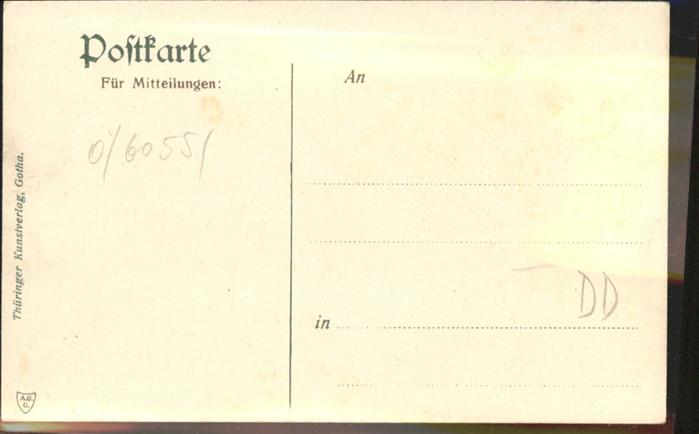 Postkarte
Für Mitteilungen:
An
0/60551
in
DD
Thüringer Kunstverlag, Gotha.
A.G.
G.